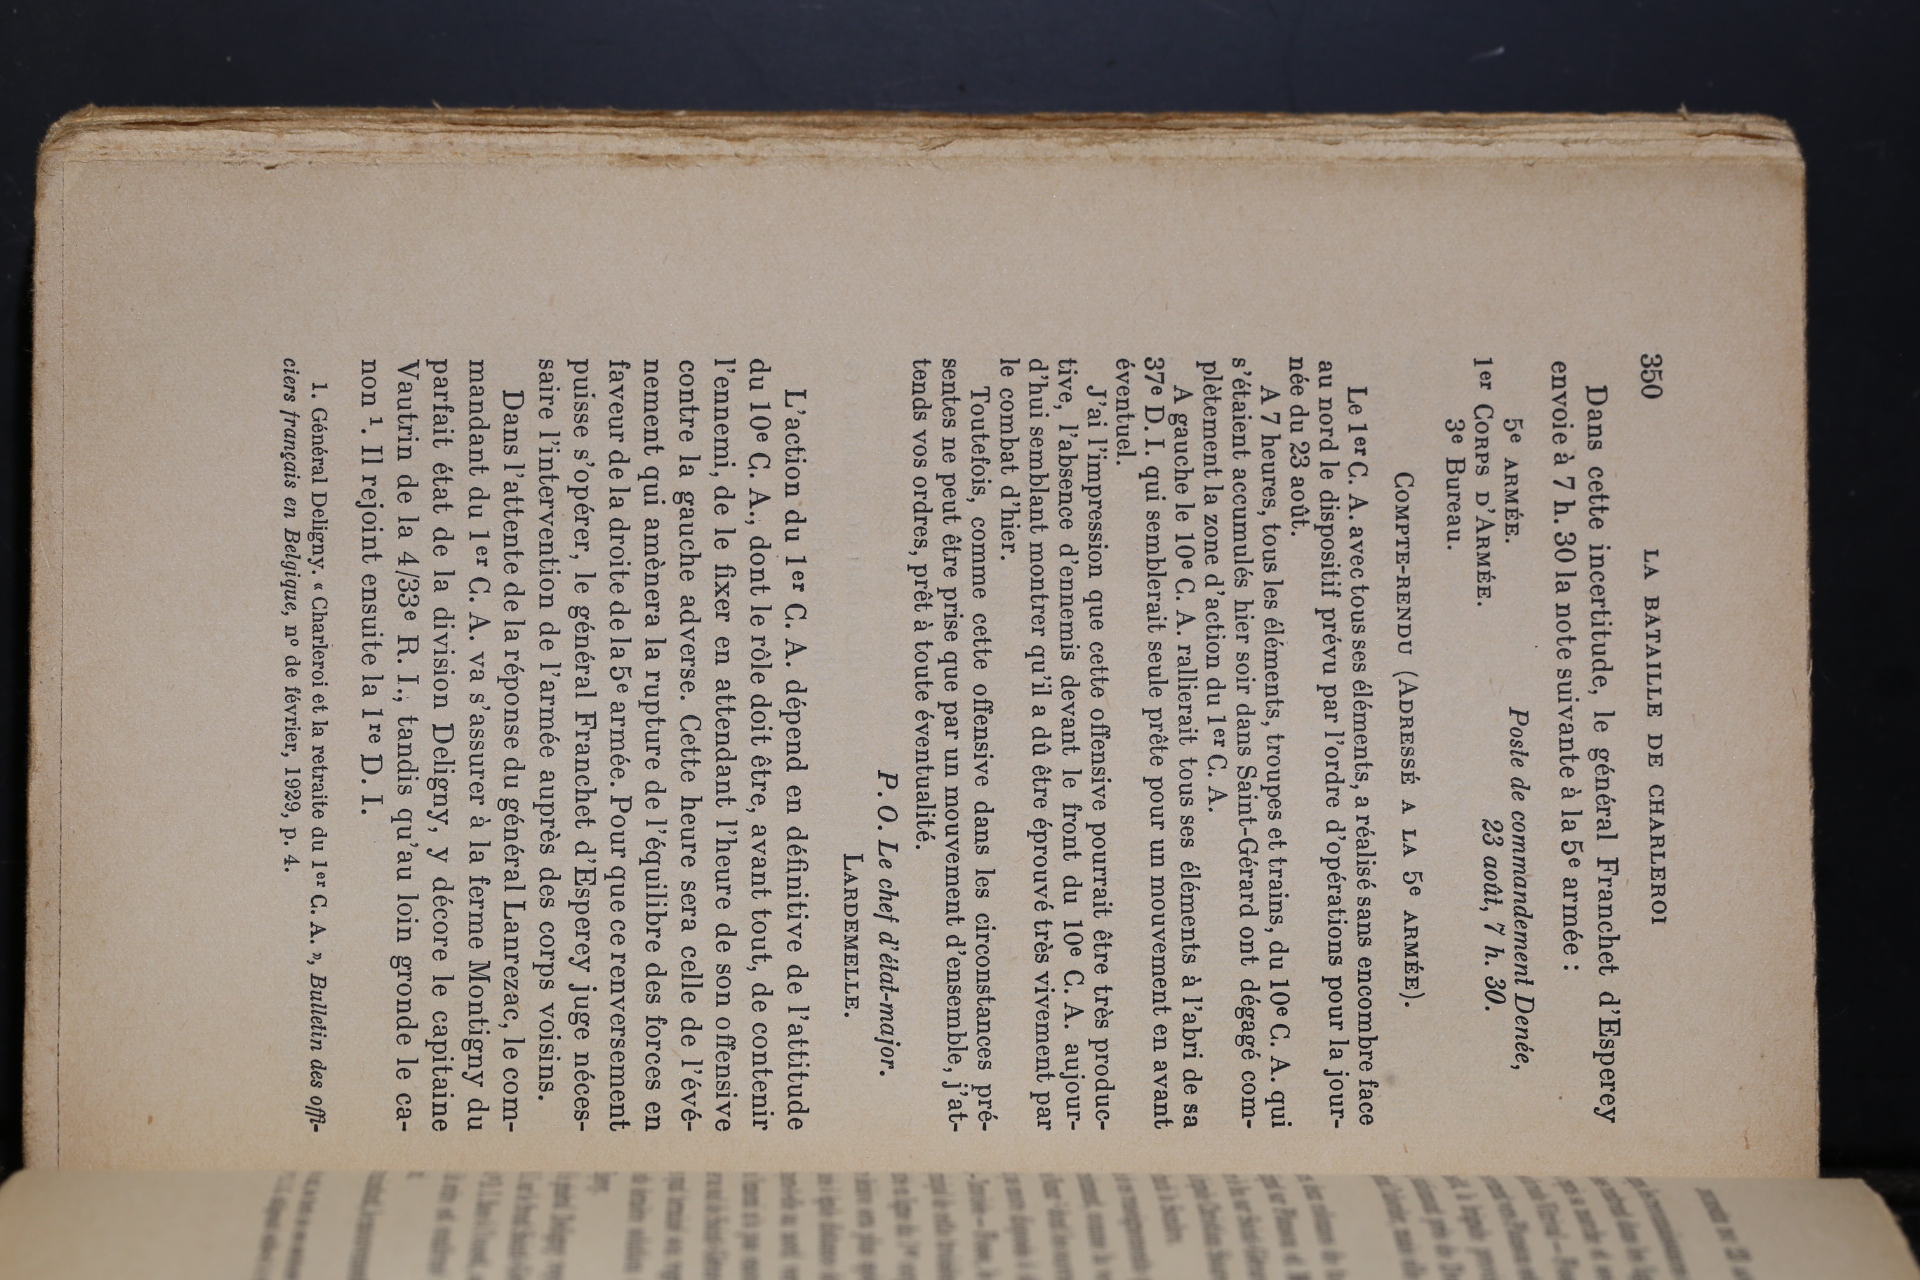 350 LA BATAILLE DE CHARLEROI
Dans cette incertitude, le général Franchet d'Esperey
envoie à 7 h. 30 la note suivante à la 5e armée :
5e ARMÉE. Poste de commandement Denée,
1er CORPS D'ARMÉE. 23 août, 7 h. 30.
3e Bureau.
COMPTE-RENDU (ADRESSÉ A LA 5e ARMÉE).
Le 1er C. A. avec tous ses éléments, a réalisé sans encombre face
au nord le dispositif prévu par l'ordre d'opérations pour la jour-
née du 23 août.
A 7 heures, tous les éléments, troupes et trains, du 10e C. A. qui
s'étaient accumulés hier soir dans Saint-Gérard ont dégagé com-
plètement la zone d'action du 1er C. A.
A gauche le 10e C. A. rallierait tous ses éléments à l'abri de sa
37e D. I. qui semblerait seule prête pour un mouvement en avant
éventuel.
J'ai l'impression que cette offensive pourrait être très produc-
tive, l'absence d'ennemis devant le front du 10e C. A. aujour-
d'hui semblant montrer qu'il a dû être éprouvé très vivement par
le combat d'hier.
Toutefois, comme cette offensive dans les circonstances pré-
sentes ne peut être prise que par un mouvement d'ensemble, j'at-
tends vos ordres, prêt à toute éventualité.
P. O. Le chef d'état-major.
LARDEMELLE.
L'action du 1er C. A. dépend en définitive de l'attitude
du 10e C. A., dont le rôle doit être, avant tout, de contenir
l'ennemi, de le fixer en attendant l'heure de son offensive
contre la gauche adverse. Cette heure sera celle de l'évé-
nement qui amènera la rupture de l'équilibre des forces en
faveur de la droite de la 5e armée. Pour que ce renversement
puisse s'opérer, le général Franchet d'Esperey juge néces-
saire l'intervention de l'armée auprès des corps voisins.
Dans l'attente de la réponse du général Lanrezac, le com-
mandant du 1er C. A. va s'assurer à la ferme Montigny du
parfait état de la division Deligny, y décore le capitaine
Vautrin de la 4/33e R. I., tandis qu'au loin gronde le ca-
non ¹. Il rejoint ensuite la 1re D. I.
1. Général Deligny. « Charleroi et la retraite du 1er C. A. », Bulletin des offi-
ciers français en Belgique, nº de février, 1929, p. 4.